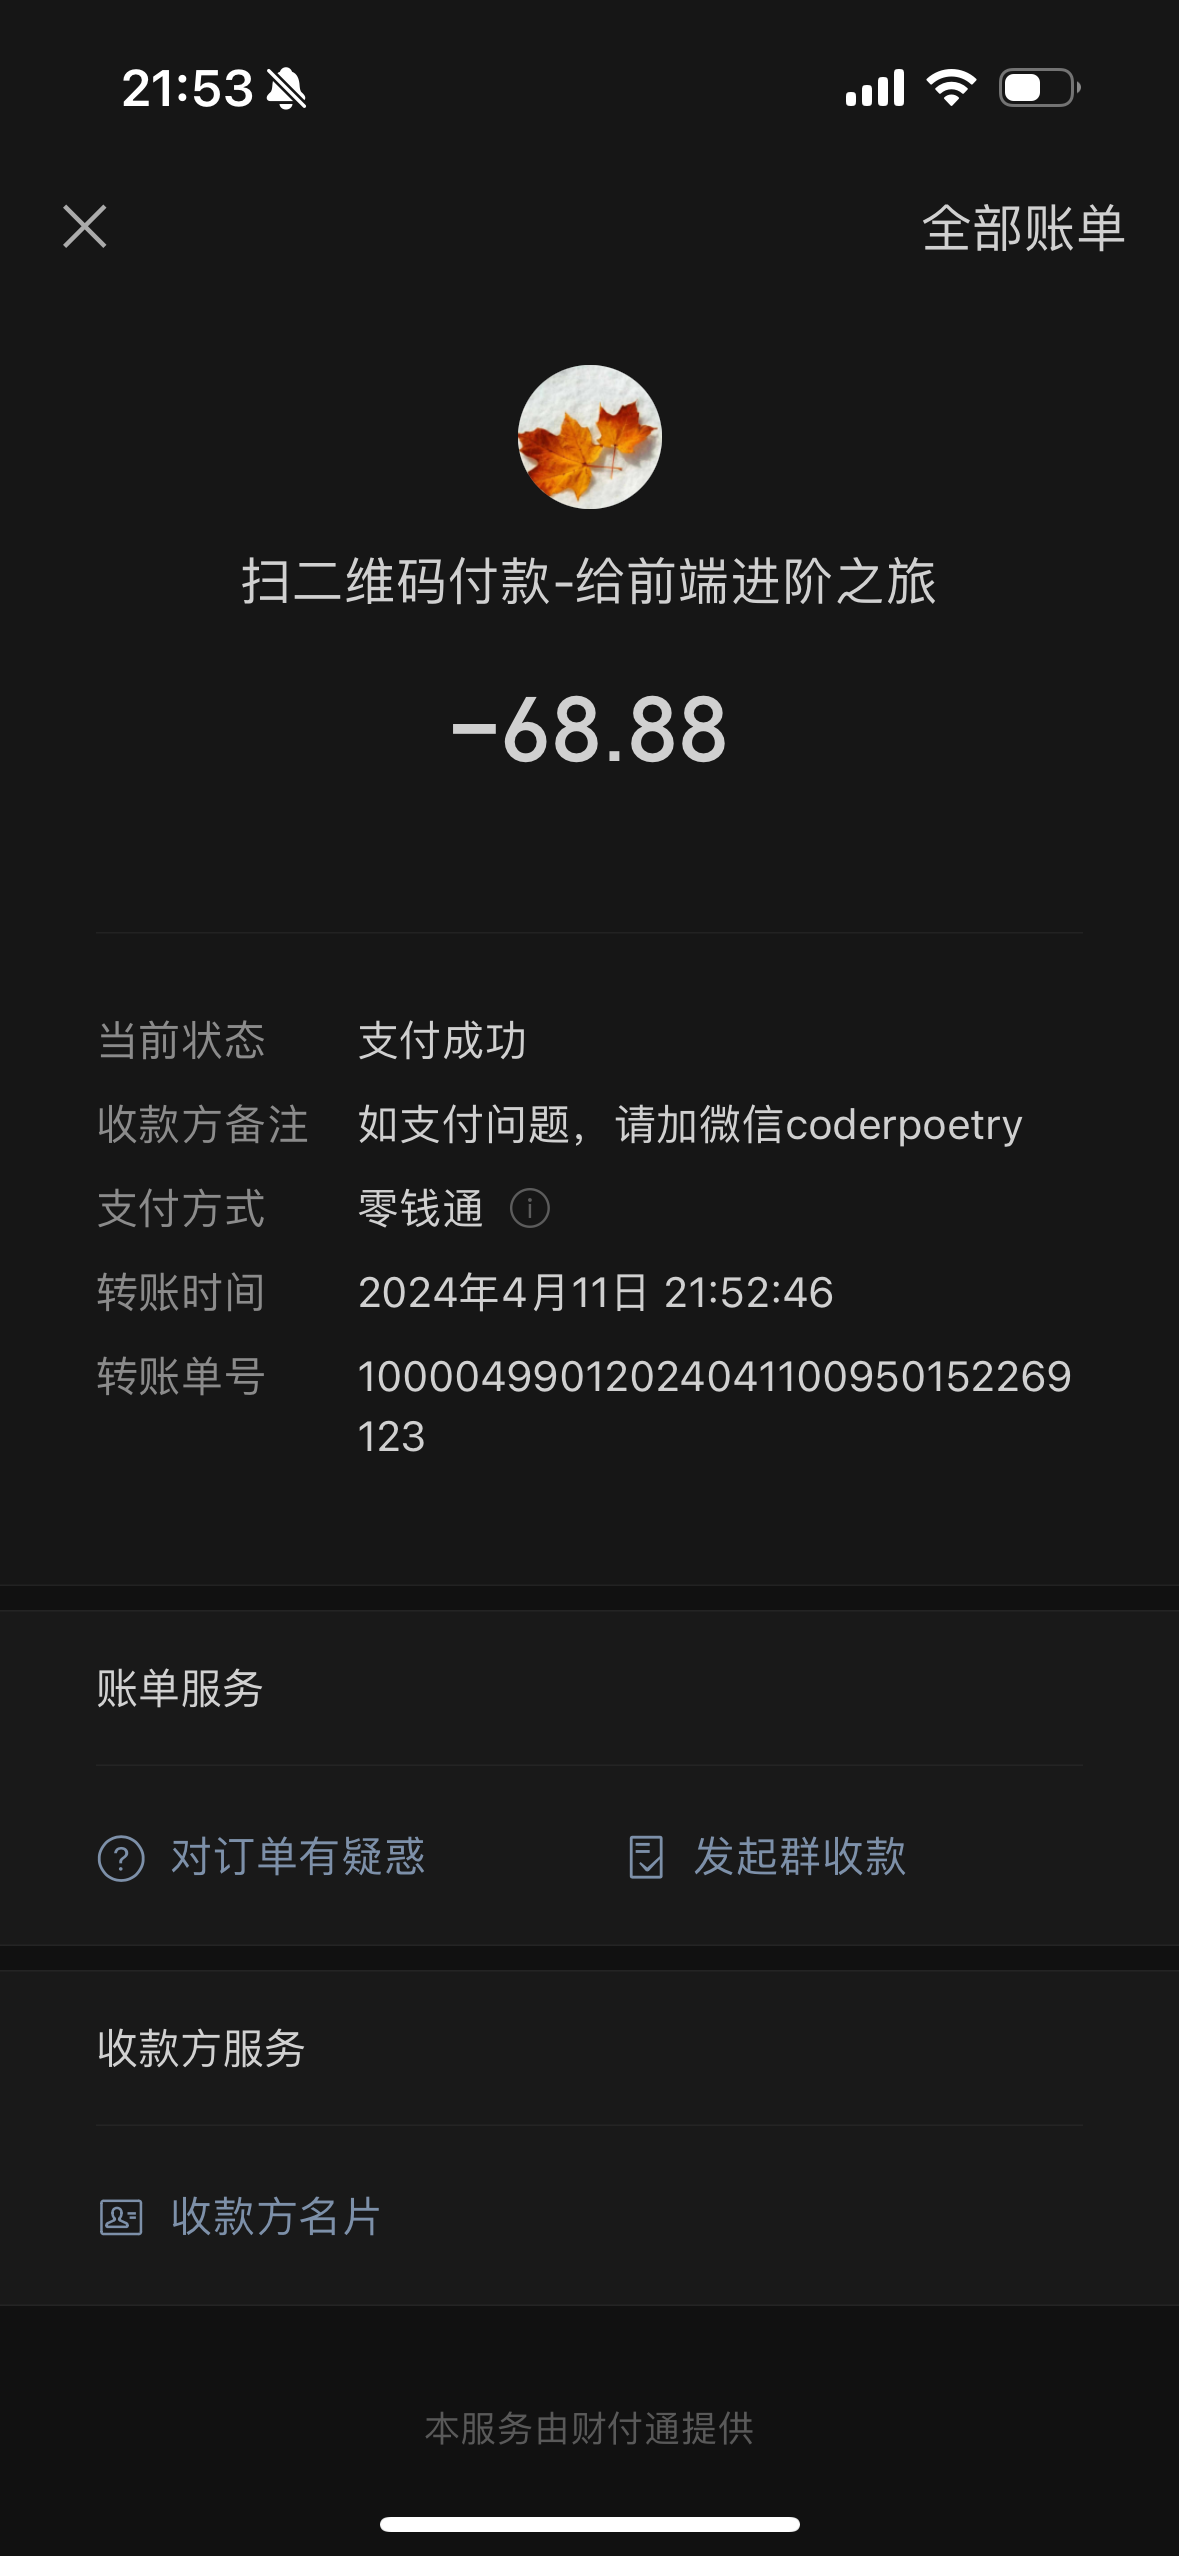 21:53
全部账单
扫二维码付款-给前端进阶之旅
-68.88
当前状态 支付成功
收款方备注 如支付问题，请加微信coderpoetry
支付方式 零钱通
转账时间 2024年4月11日 21:52:46
转账单号 1000049901202404110095015226​9
123
账单服务
对订单有疑惑 发起群收款
收款方服务
收款方名片
本服务由财付通提供